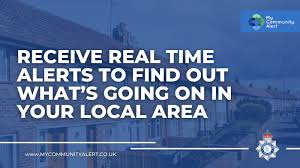 My
Community
Alert
RECEIVE REAL TIME
ALERTS TO FIND OUT
WHAT'S GOING ON IN
YOUR LOCAL AREA
WWW.MYCOMMUNITYALERT.CO.UK